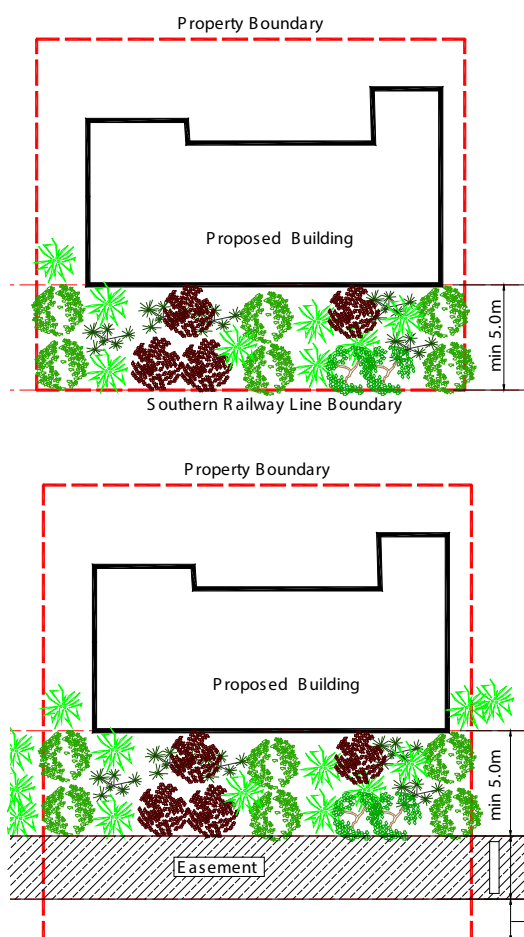 Property Boundary
Proposed Building
min 5.0m
Southern Railway Line Boundary
Property Boundary
Proposed Building
min 5.0m
Easement